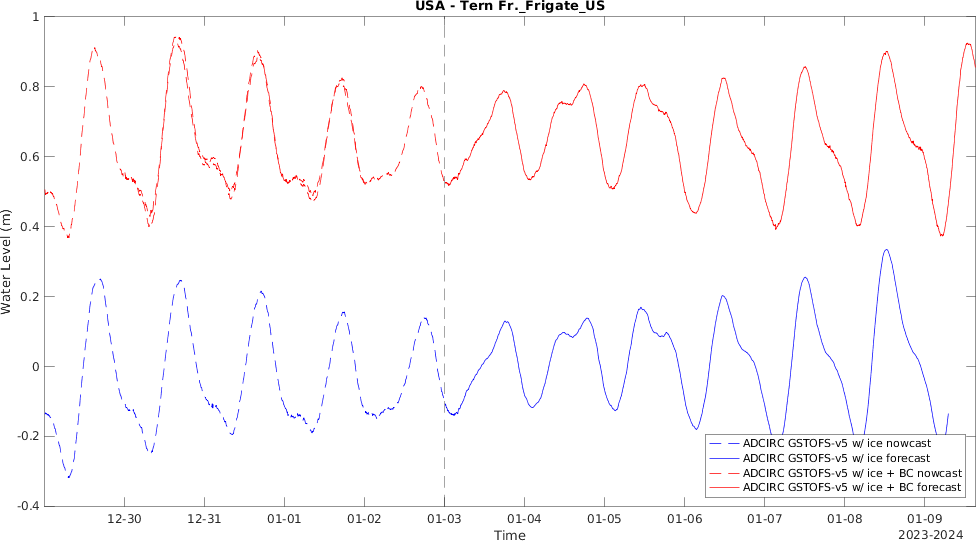 USA - Tern Fr._Frigate_US
1
0.8
0.6
0.4
0.2
0
-0.2
-0.4
Water Level (m)
12-30 12-31 01-01 01-02 01-03 01-04 01-05 01-06 01-07 01-08 01-09
Time
2023-2024
ADCIRC GSTOFS-v5 w/ ice nowcast
ADCIRC GSTOFS-v5 w/ ice forecast
ADCIRC GSTOFS-v5 w/ ice + BC nowcast
ADCIRC GSTOFS-v5 w/ ice + BC forecast